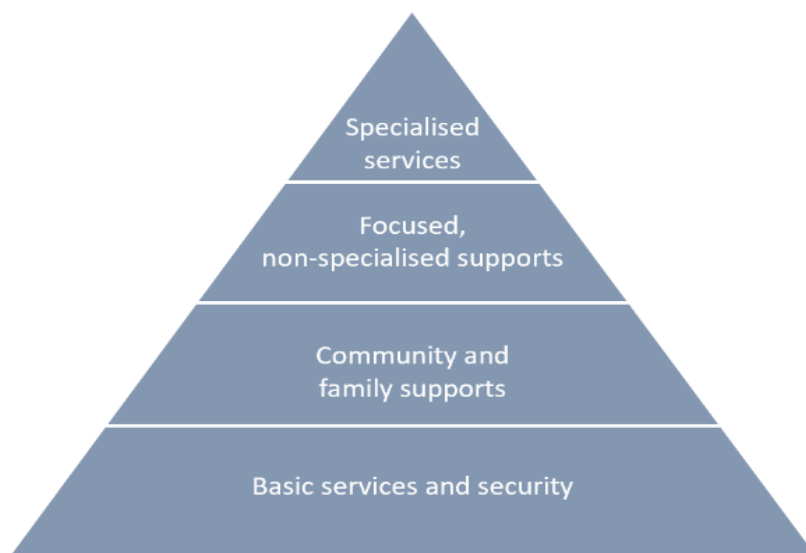 Specialised
services
Focused,
non-specialised supports
Community and
family supports
Basic services and security